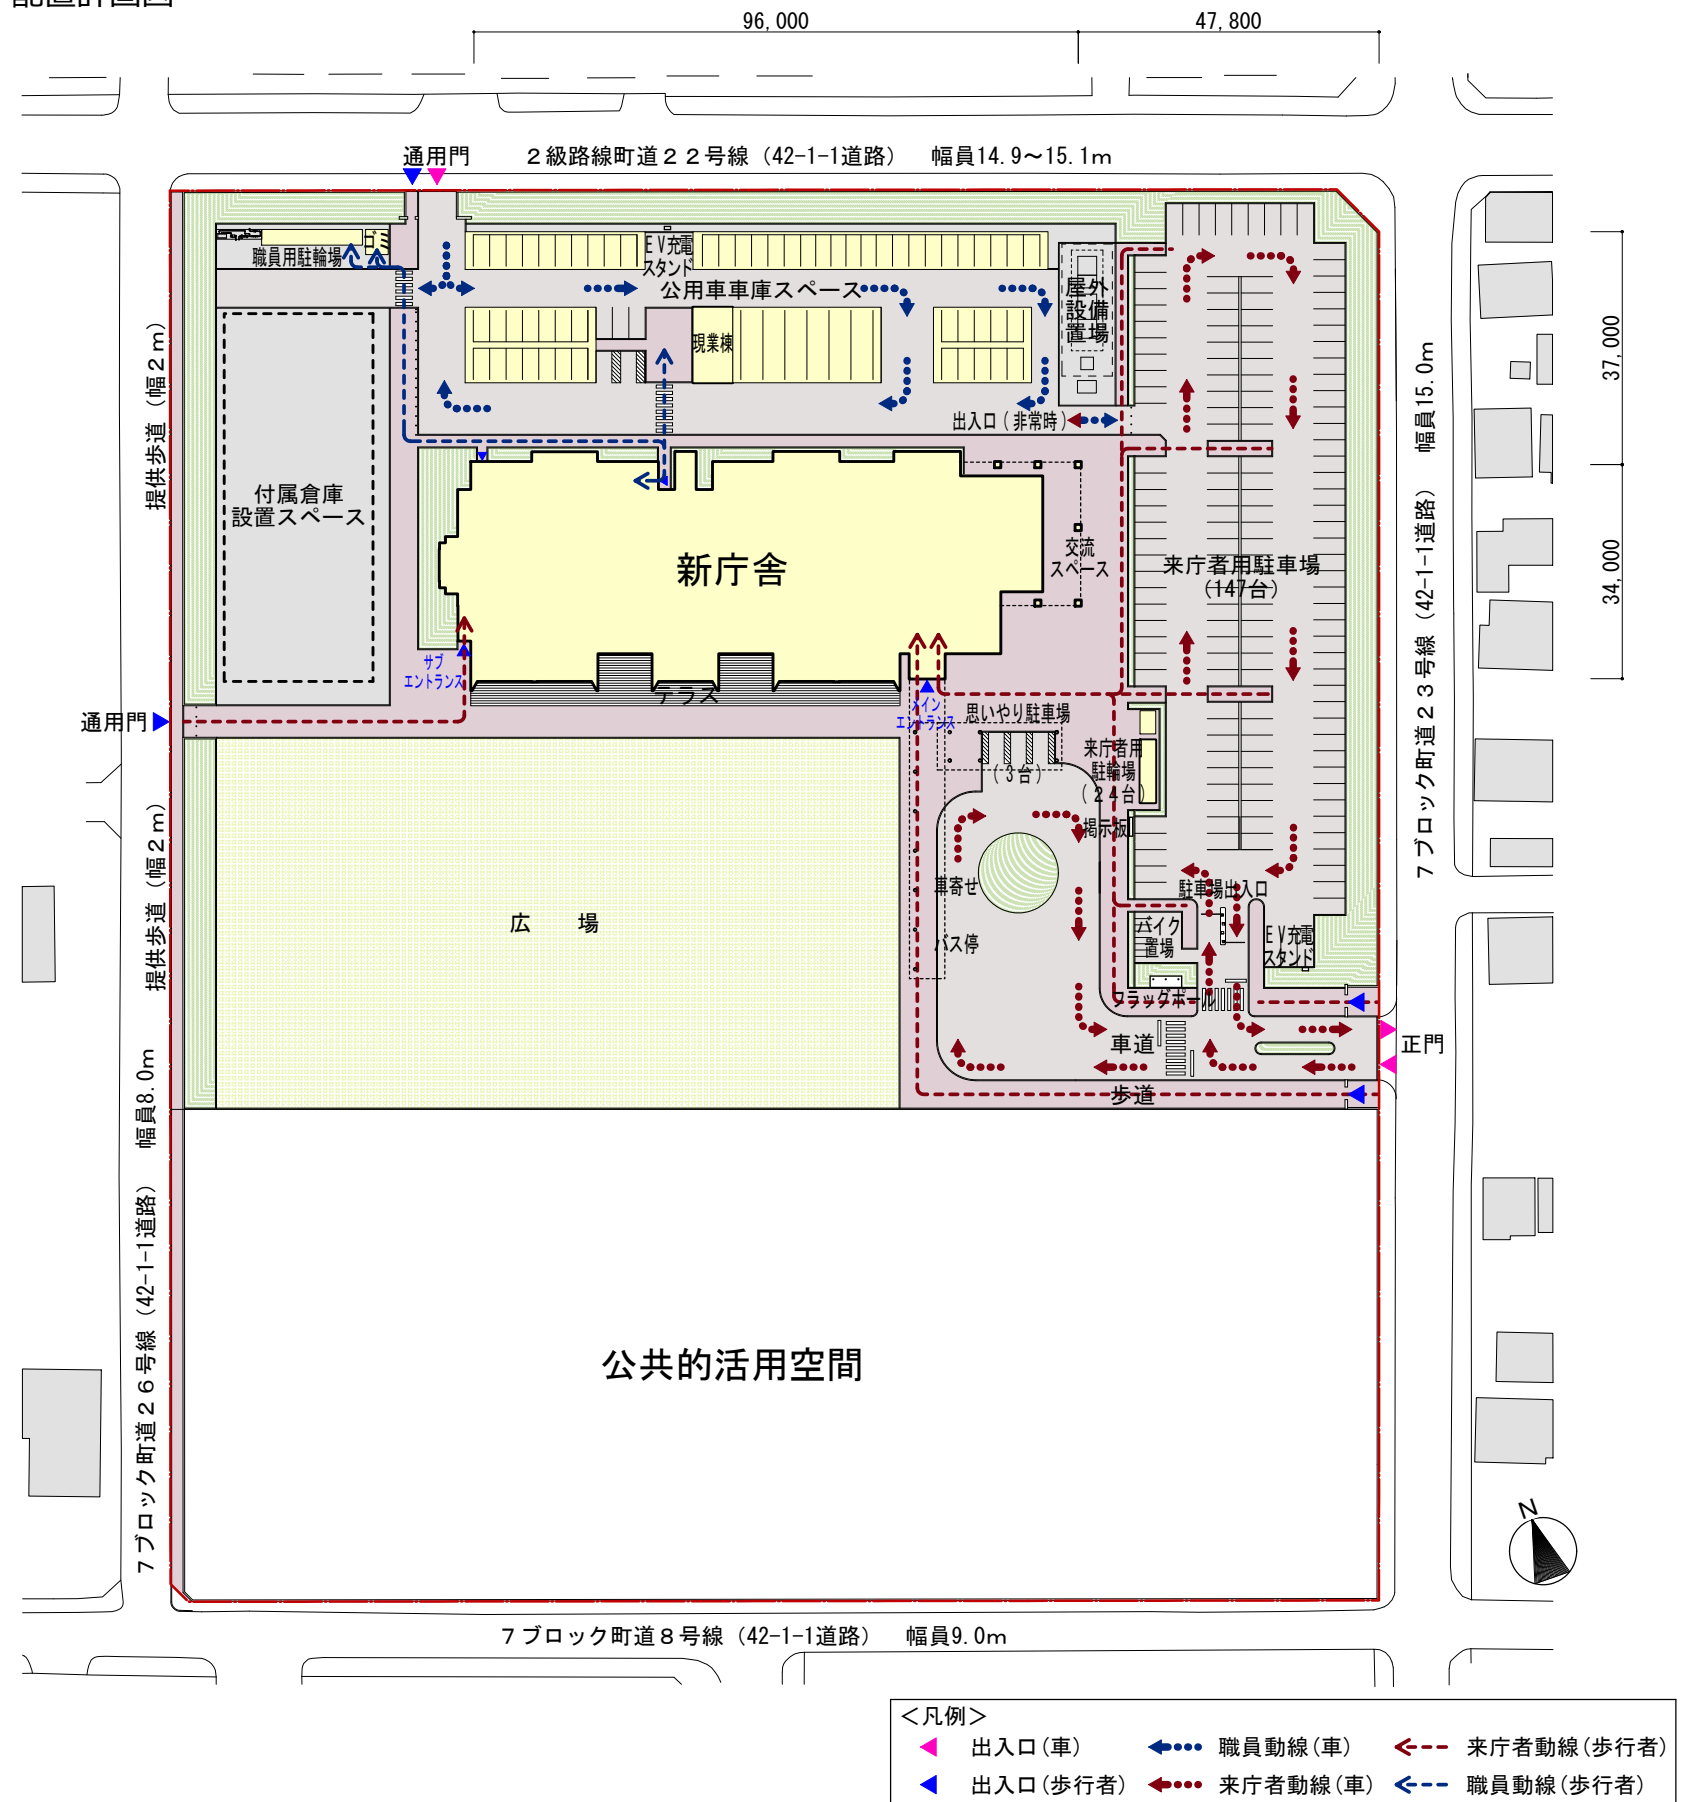 配置計画図
96,000
47,800
通用門
２級路線町道２２号線（42-1-1道路）　幅員14.9～15.1m
職員用駐輪場
ゴミ
ＥＶ充電
スタンド
公用車車庫スペース
屋外
設備
置場
現業棟
出入口（非常時）
37,000
34,000
提供歩道（幅２ｍ）
付属倉庫
設置スペース
新庁舎
交流
スペース
来庁者用駐車場
（147台）
７ブロック町道２３号線（42-1-1道路）　幅員15.0m
サブ
エントランス
テラス
メイン
エントランス
思いやり駐車場
（３台）
通用門
来庁者用
駐輪場
（２４台）
掲示板
提供歩道（幅２ｍ）
車寄せ
駐車場出入口
広　場
バス停
バイク
置場
ＥＶ充電
スタンド
フラッグポール
車道
正門
歩道
７ブロック町道２６号線（42-1-1道路）　幅員8.0m
公共的活用空間
N
７ブロック町道８号線（42-1-1道路）　幅員9.0m
＜凡例＞
出入口(車)
職員動線(車)
来庁者動線(歩行者)
出入口(歩行者)
来庁者動線(車)
職員動線(歩行者)